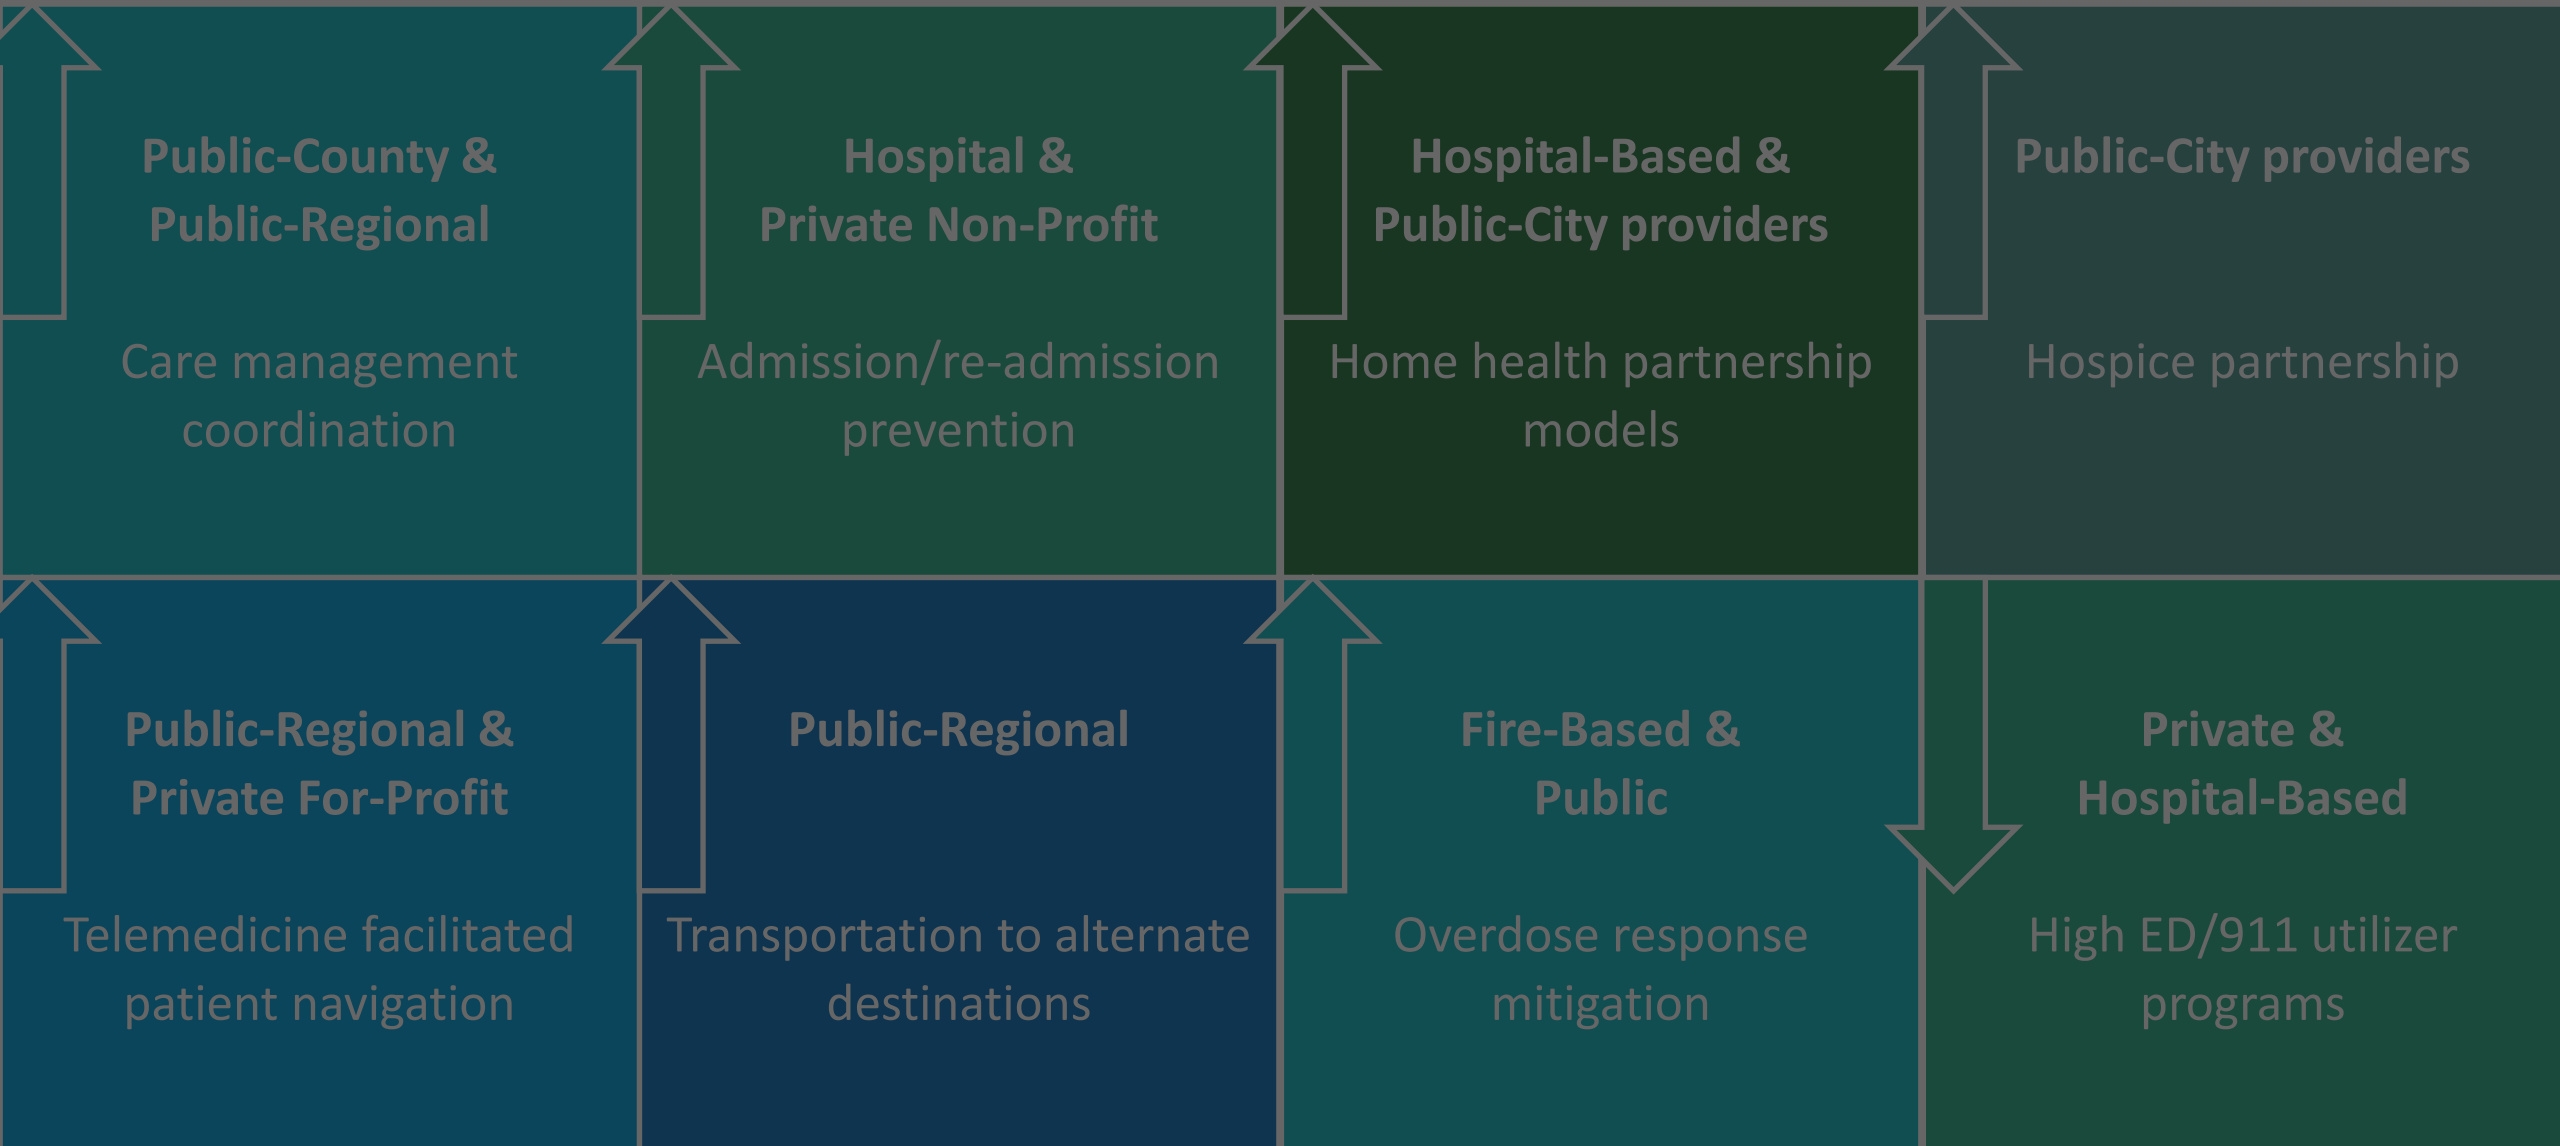 Public-County &
Public-Regional
Care management
coordination
Hospital &
Private Non-Profit
Admission/re-admission
prevention
Hospital-Based &
Public-City providers
Home health partnership
models
Public-City providers
Hospice partnership
Public-Regional &
Private For-Profit
Telemedicine facilitated
patient navigation
Public-Regional
Transportation to alternate
destinations
Fire-Based &
Public
Overdose response
mitigation
Private &
Hospital-Based
High ED/911 utilizer
programs